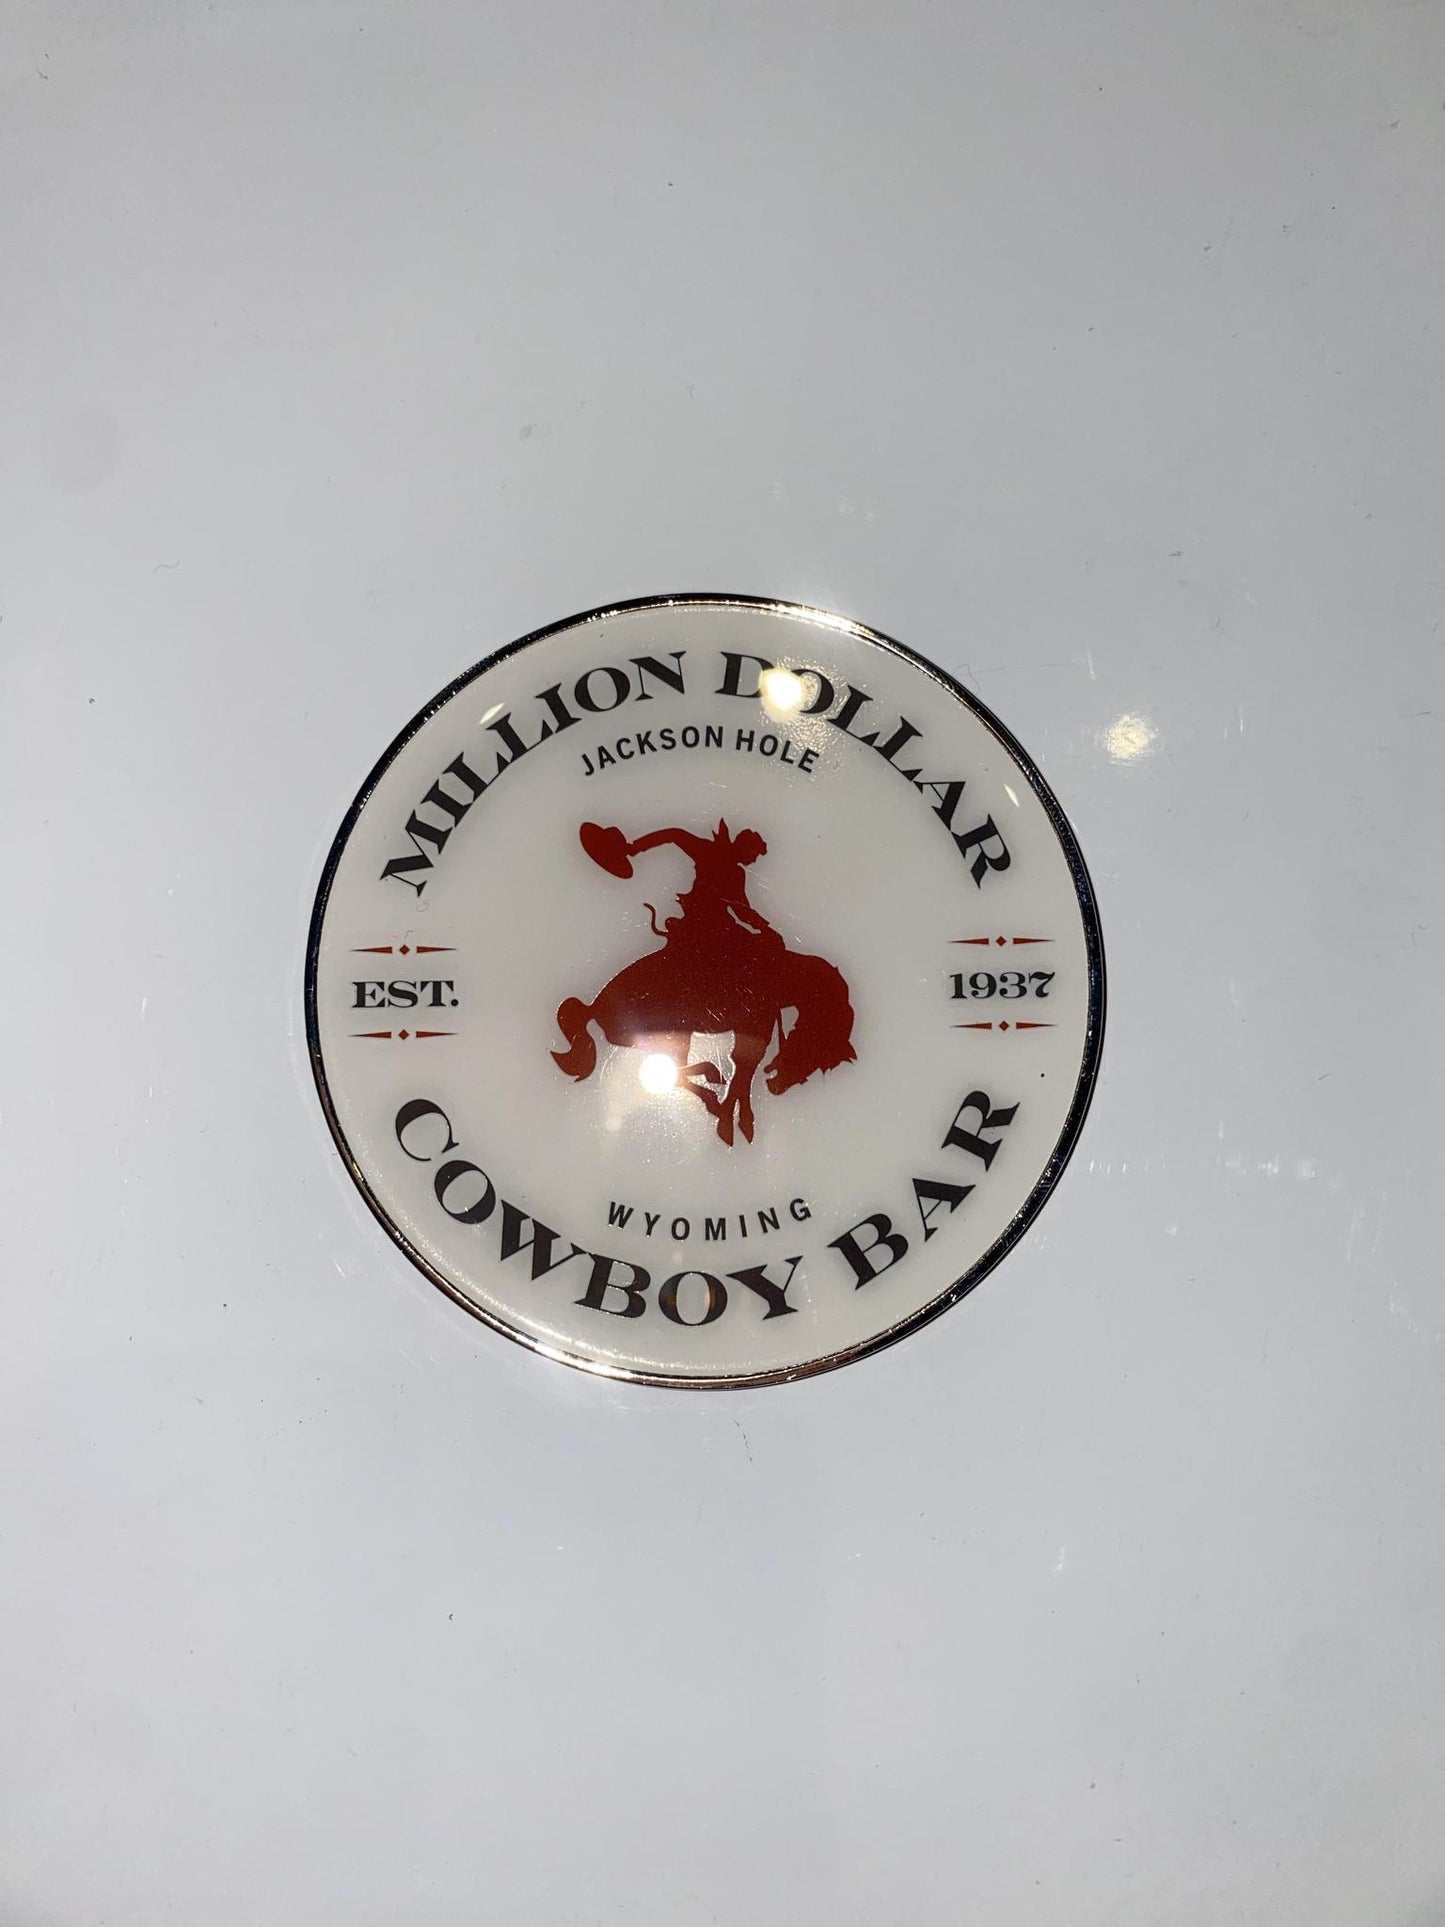 MILLION DOLLAR
JACKSON HOLE
EST.
1937
WYOMING
COWBOY BAR